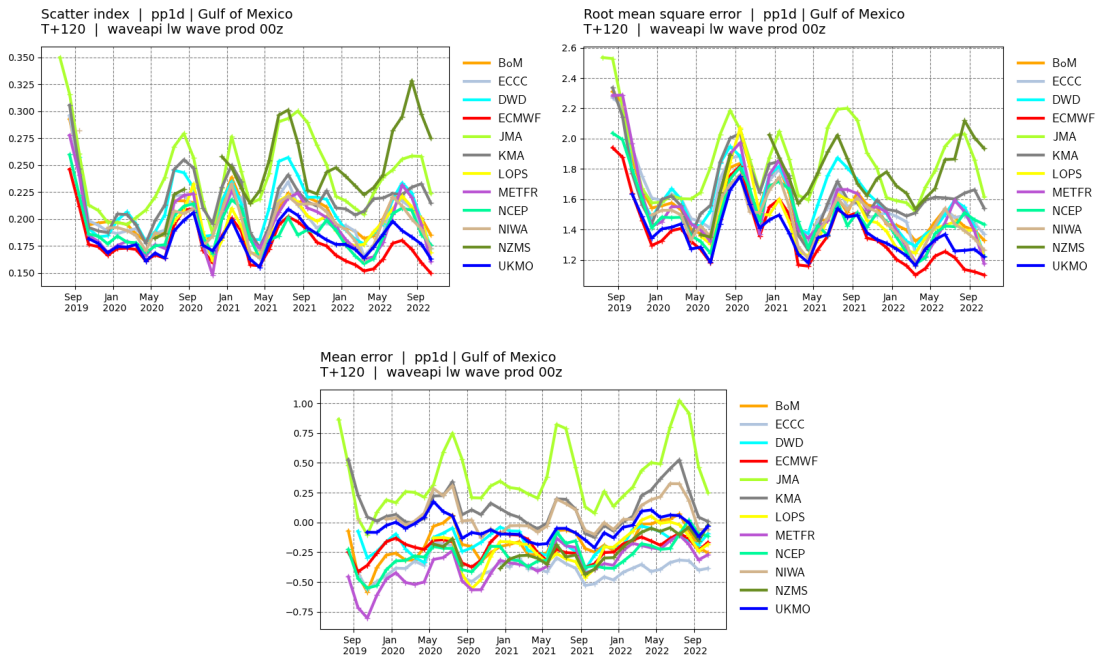 Scatter index | pp1d | Gulf of Mexico
T+120 | waveapi lw wave prod 00z
0.350
0.325
0.300
0.275
0.250
0.225
0.200
0.175
0.150
Sep 2019
Jan 2020
May 2020
Sep 2020
Jan 2021
May 2021
Sep 2021
Jan 2022
May 2022
Sep 2022
BoM
ECCC
DWD
ECMWF
JMA
KMA
LOPS
METFR
NCEP
NIWA
NZMS
UKMO
Root mean square error | pp1d | Gulf of Mexico
T+120 | waveapi lw wave prod 00z
2.6
2.4
2.2
2.0
1.8
1.6
1.4
1.2
Sep 2019
Jan 2020
May 2020
Sep 2020
Jan 2021
May 2021
Sep 2021
Jan 2022
May 2022
Sep 2022
BoM
ECCC
DWD
ECMWF
JMA
KMA
LOPS
METFR
NCEP
NIWA
NZMS
UKMO
Mean error | pp1d | Gulf of Mexico
T+120 | waveapi lw wave prod 00z
1.00
0.75
0.50
0.25
0.00
−0.25
−0.50
−0.75
Sep 2019
Jan 2020
May 2020
Sep 2020
Jan 2021
May 2021
Sep 2021
Jan 2022
May 2022
Sep 2022
BoM
ECCC
DWD
ECMWF
JMA
KMA
LOPS
METFR
NCEP
NIWA
NZMS
UKMO